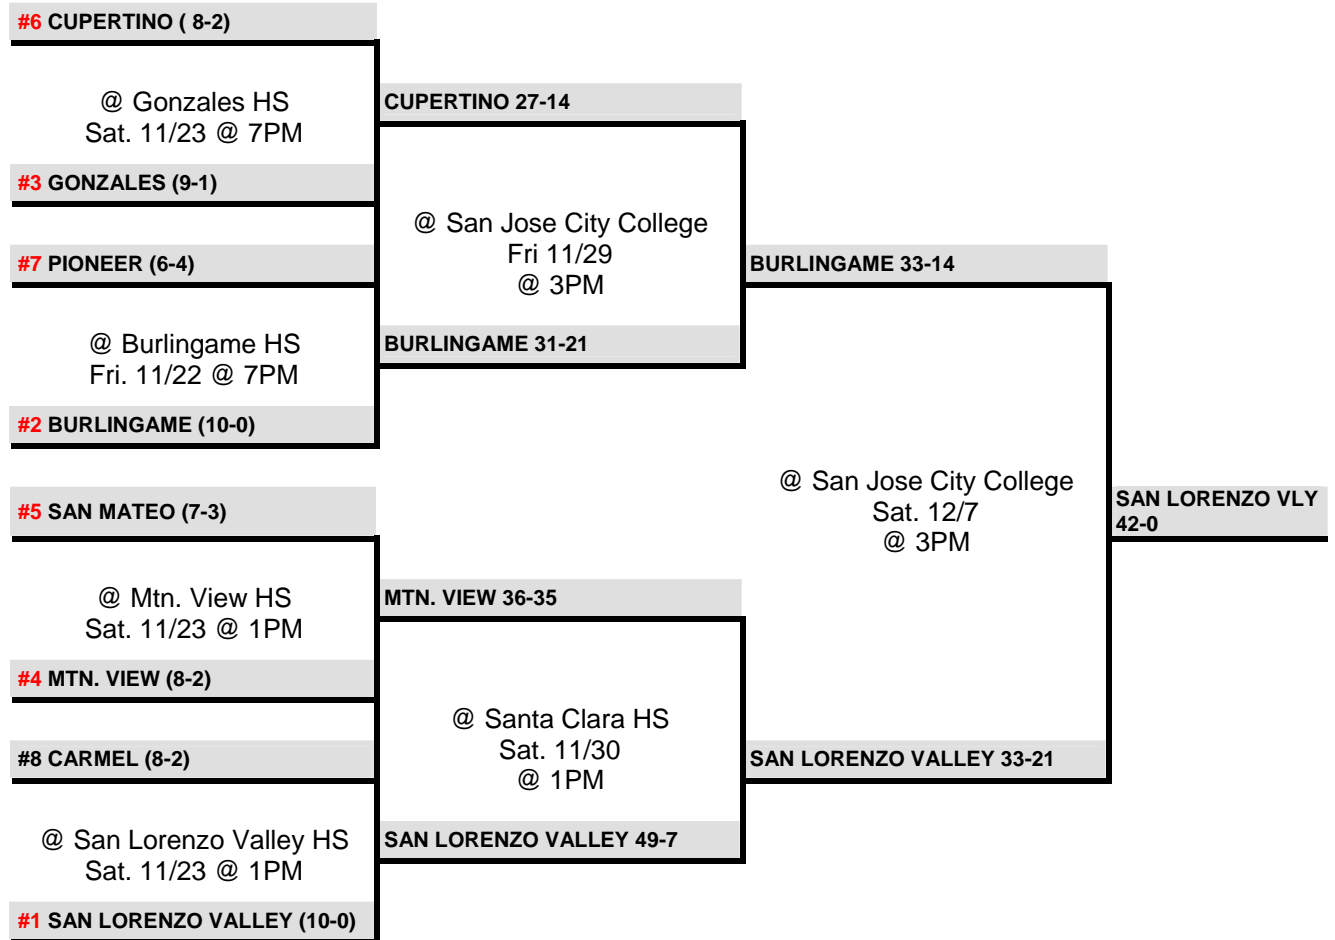 #6 CUPERTINO ( 8-2)
@ Gonzales HS
Sat. 11/23 @ 7PM
#3 GONZALES (9-1)
#7 PIONEER (6-4)
@ Burlingame HS
Fri. 11/22 @ 7PM
#2 BURLINGAME (10-0)
#5 SAN MATEO (7-3)
@ Mtn. View HS
Sat. 11/23 @ 1PM
#4 MTN. VIEW (8-2)
#8 CARMEL (8-2)
@ San Lorenzo Valley HS
Sat. 11/23 @ 1PM
#1 SAN LORENZO VALLEY (10-0)
CUPERTINO 27-14
@ San Jose City College
Fri 11/29
@ 3PM
BURLINGAME 31-21
MTN. VIEW 36-35
@ Santa Clara HS
Sat. 11/30
@ 1PM
SAN LORENZO VALLEY 49-7
BURLINGAME 33-14
@ San Jose City College
Sat. 12/7
@ 3PM
SAN LORENZO VALLEY 33-21
SAN LORENZO VLY
42-0